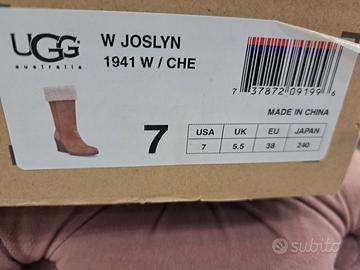 UGG
australia
W JOSLYN
1941 W / CHE
7 37872 09199 6
MADE IN CHINA
7
USA UK EU JAPAN
7 5.5 38 240
subito